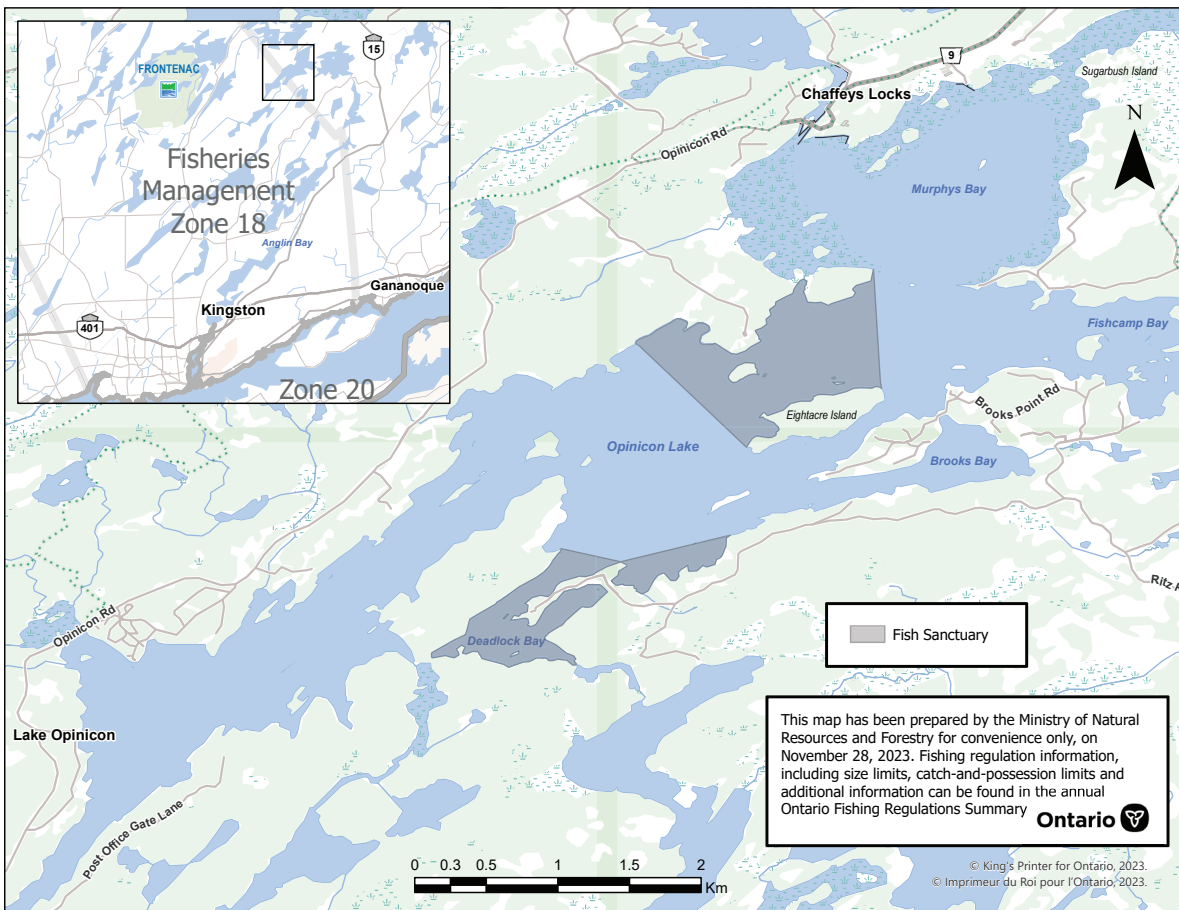 15
FRONTENAC
Fisheries
Management
Zone 18
Anglin Bay
Gananoque
Kingston
401
Zone 20
9
Sugarbush Island
Chaffeys Locks
N
Opinicon Rd
Murphys Bay
Fishcamp Bay
Brooks Point Rd
Eightacre Island
Opinicon Lake
Brooks Bay
Ritz
Opinicon Rd
Deadlock Bay
Fish Sanctuary
Lake Opinicon
Post Office Gate Lane
This map has been prepared by the Ministry of Natural
Resources and Forestry for convenience only, on
November 28, 2023. Fishing regulation information,
including size limits, catch-and-possession limits and
additional information can be found in the annual
Ontario Fishing Regulations Summary
Ontario
0 0.3 0.5 1 1.5 2
Km
© King's Printer for Ontario, 2023.
© Imprimeur du Roi pour l'Ontario, 2023.